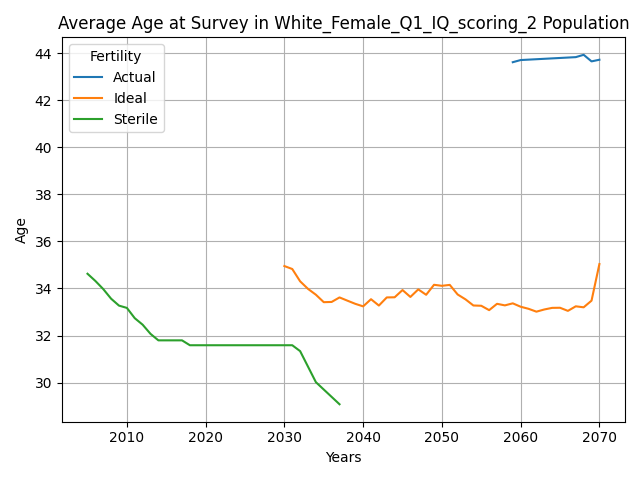 Average Age at Survey in White_Female_Q1_IQ_scoring_2 Population
Fertility
Actual
Ideal
Sterile
44
42
40
38
36
34
32
30
Age
2010
2020
2030
2040
2050
2060
2070
Years